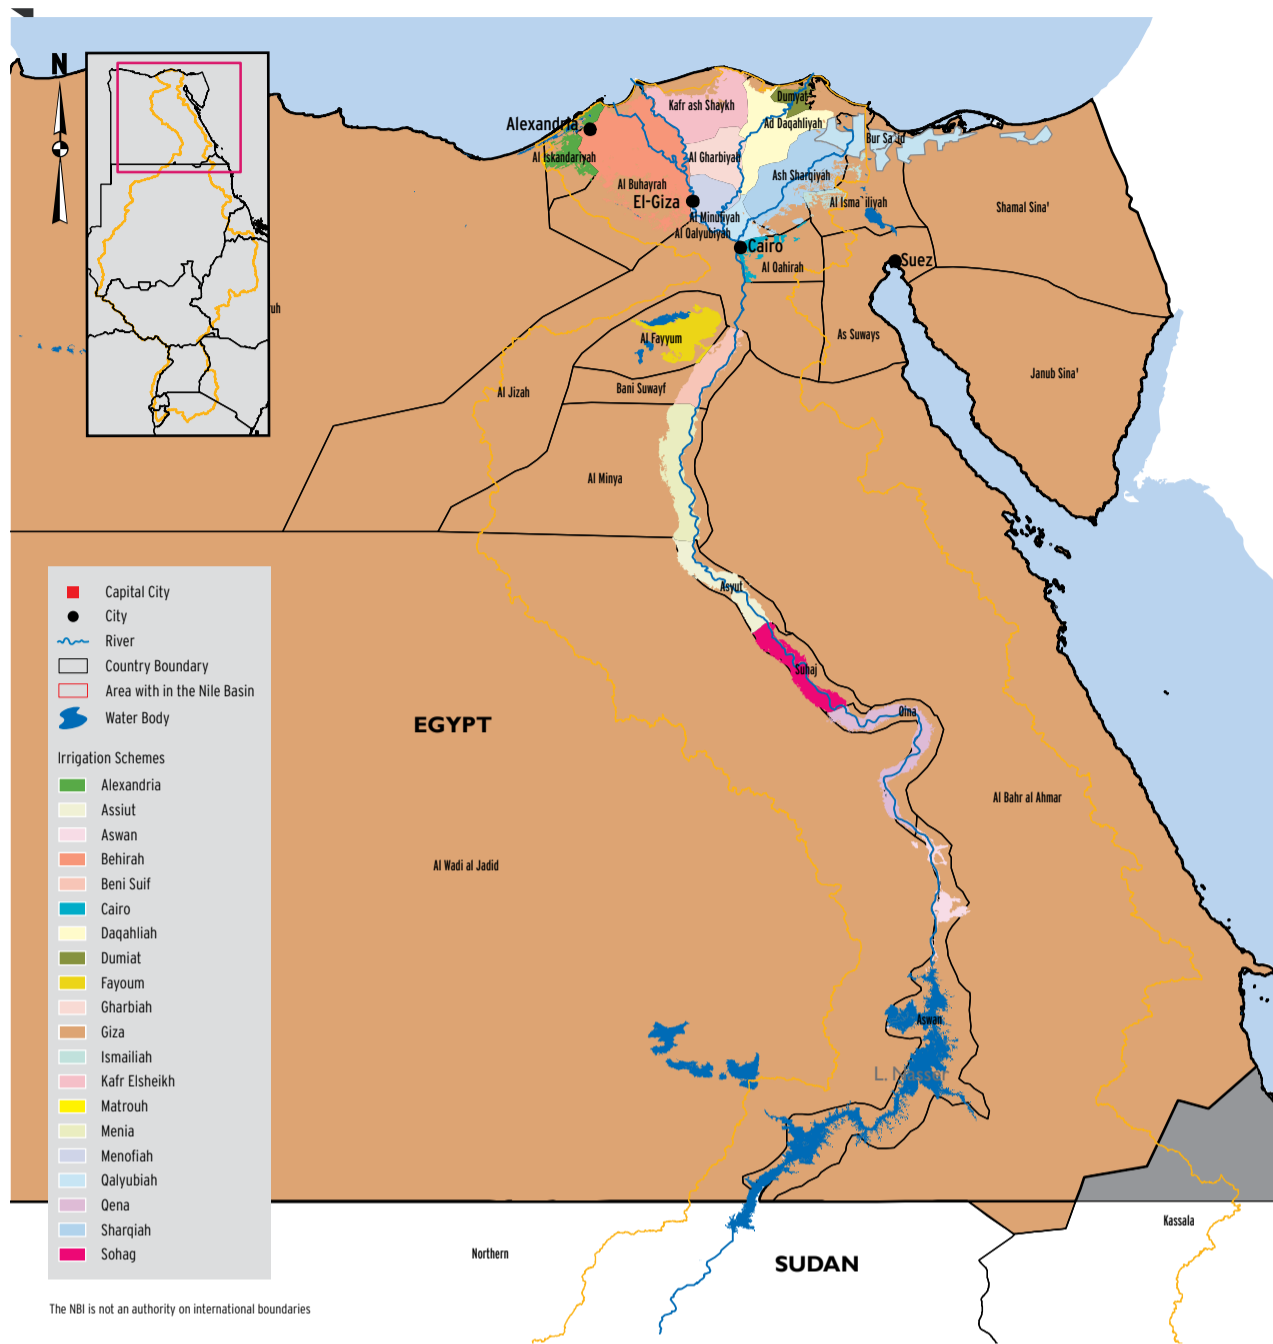 N
Alexandria
Al Iskandariyah
Kafr ash Shaykh
Dumyat
Ad Daqahliyah
Bur Sa`id
Al Gharbiyah
Ash Sharqiyah
Al Buhayrah
El-Giza
Al Minufiyah
Al Isma`iliyah
Shamal Sina'
Al Qalyubiyah
Cairo
Al Qahirah
Suez
ruh
Al Fayyum
As Suways
Janub Sina'
Al Jizah
Bani Suwayf
Al Minya
Asyut
Suhaj
Qina
EGYPT
Al Bahr al Ahmar
Al Wadi al Jadid
Aswan
L. Nasser
Kassala
Northern
SUDAN
Capital City
City
River
Country Boundary
Area with in the Nile Basin
Water Body
Irrigation Schemes
Alexandria
Assiut
Aswan
Behirah
Beni Suif
Cairo
Daqahliah
Dumiat
Fayoum
Gharbiah
Giza
Ismailiah
Kafr Elsheikh
Matrouh
Menia
Menofiah
Qalyubiah
Qena
Sharqiah
Sohag
The NBI is not an authority on international boundaries